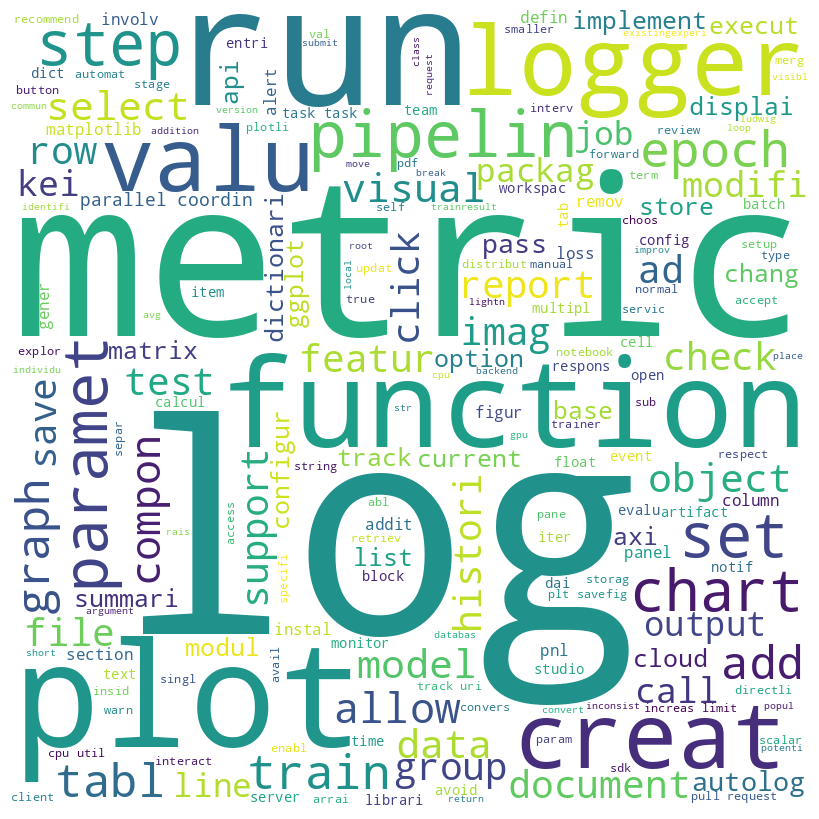 recommend
involv
run
val
submit
class
request
smaller
defin
implement
existingexperi
execut
merg
visibl
step
entri
logger
dict
automat
stage
api
alert
button
commun
version
select
task task
team
interv
displai
ludwig
loop
matplotlib
addition
plotli
pipelin
job
review
forward
epoch
row
valu
move
pdf
break
packag
workspac
term
modifi
kei
parallel coordin
visual
tab
remov
store
batch
identifi
self
trainresult
choos
metric
dictionari
ggplot
item
root
local
true
updat
click
pass
loss
config
setup
improv
type
distribut
manual
report
ad
chang
gener
avg
lightn
multipl
normal
servic
accept
explor
matrix
imag
cell
individu
paramet
test
featur
option
notebook
respons
check
place
cpu
backend
open
function
calcul
str
figur
base
sub
graph
save
separ
compon
support
configur
string
track
current
gpu
trainer
float
event
respect
object
column
log
rais
access
abl
retriev
addit
list
block
histori
pane
iter
evalu
artifact
axi
panel
set
notif
summari
argument
specifi
dai
storag
plt savefig
chart
file
short
section
modul
instal
monitor
databas
output
plot
text
insid
warn
singl
avail
model
track uri
convers
pnl
studio
cloud
add
allow
call
directli
creat
convert
inconsist
increas limit
popul
cpu util
interact
enabl
time
data
param
scalar
potenti
tabl
line
train
group
sdk
document
autolog
client
server
arrai
librari
avoid
return
pull request